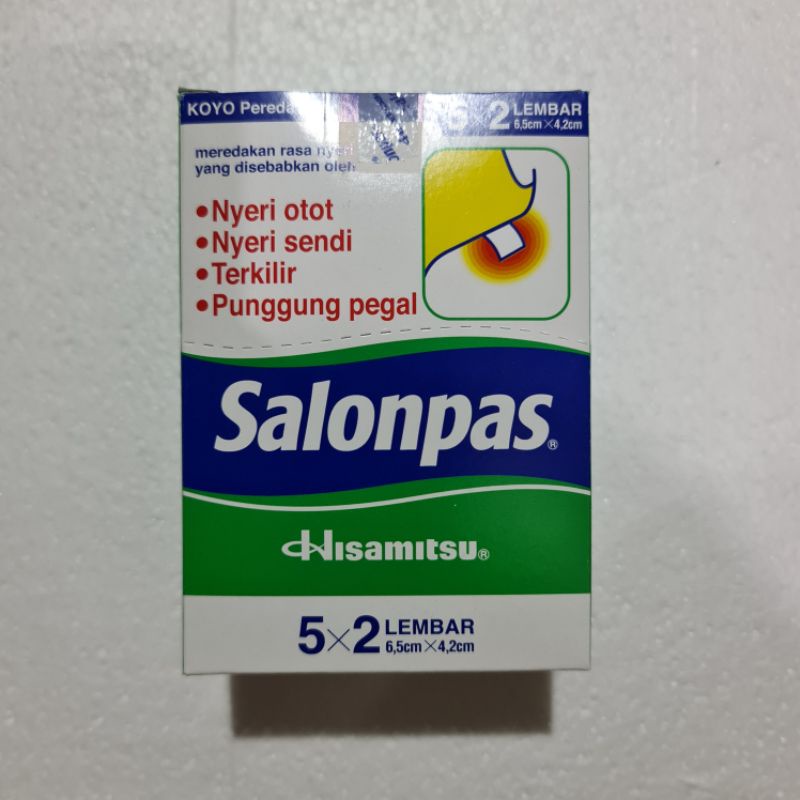 KOYO Pereda
2 LEMBAR
6,5cm×4,2cm
meredakan rasa nyeri
yang disebabkan oleh
•Nyeri otot
•Nyeri sendi
•Terkilir
•Punggung pegal
Salonpas®
Hisamitsu®
5×2 LEMBAR
6,5cm×4,2cm